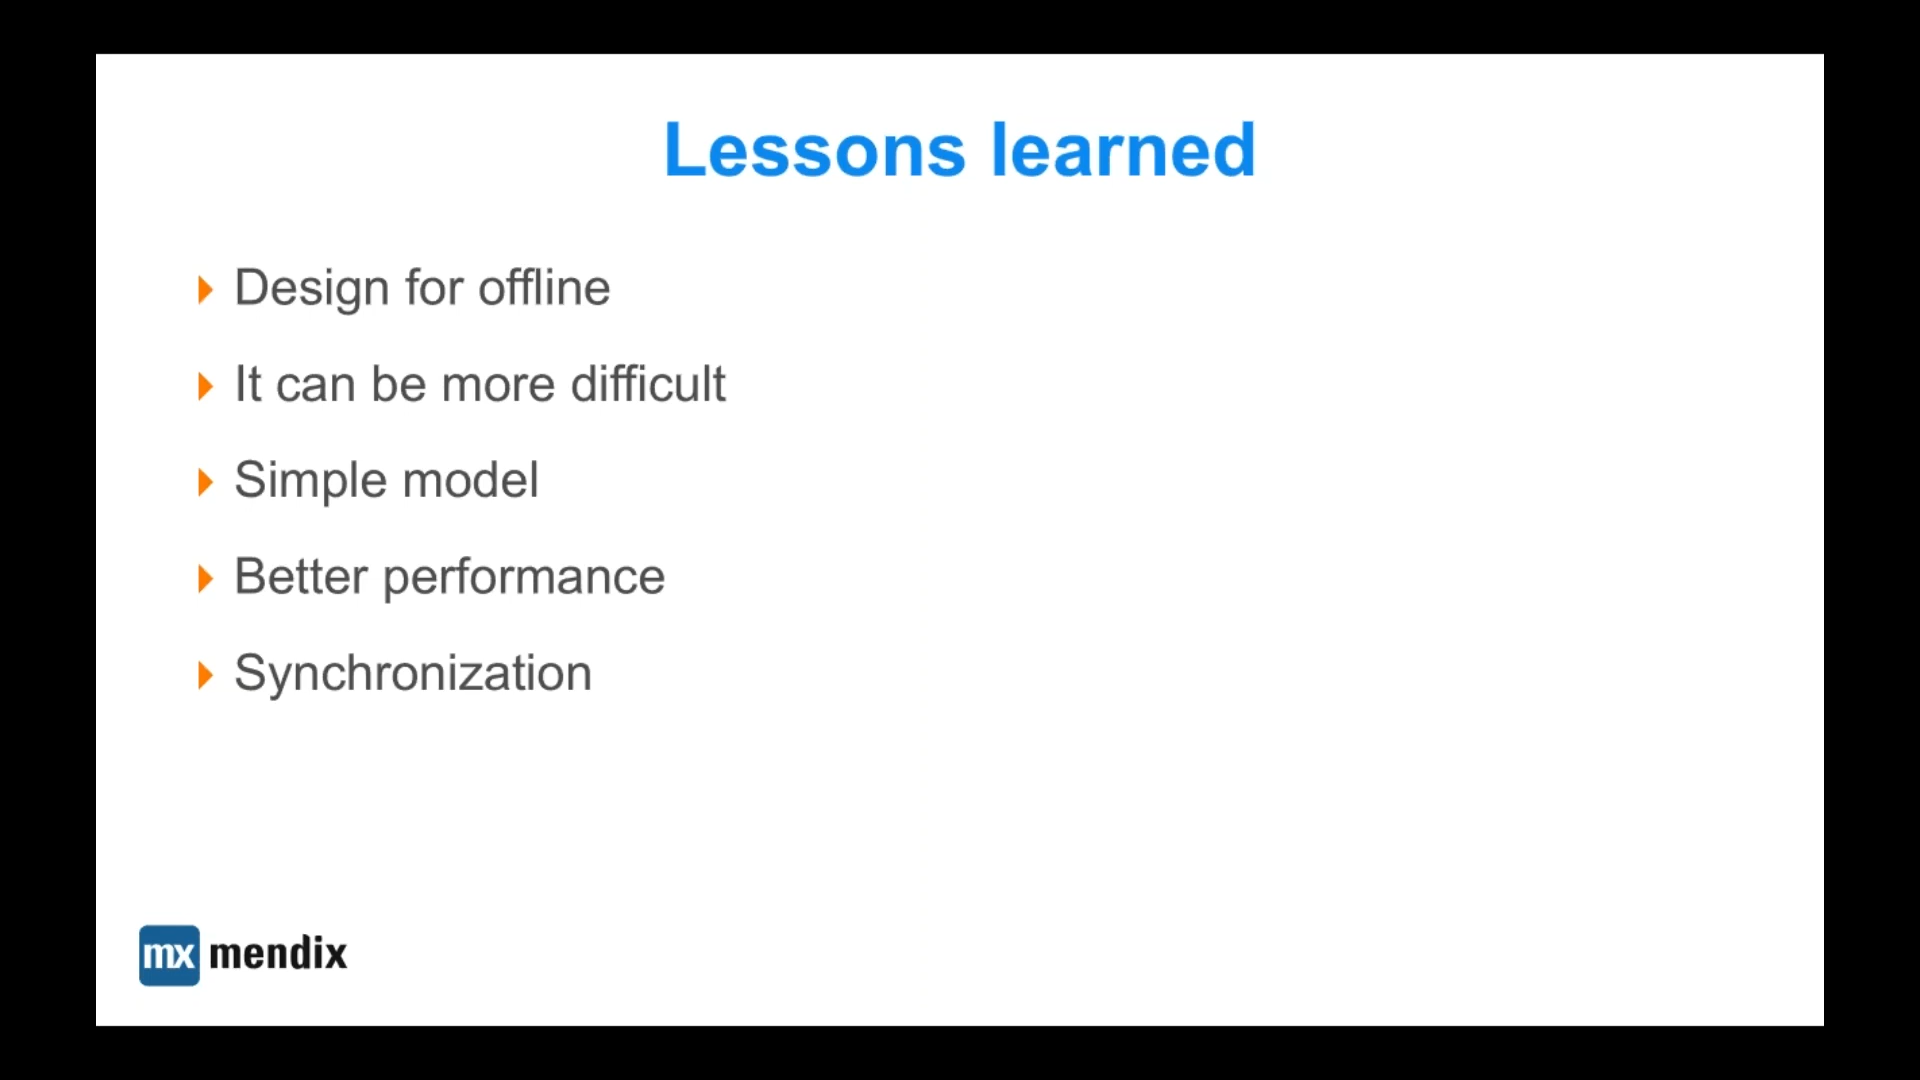 Lessons learned
Design for offline
It can be more difficult
Simple model
Better performance
Synchronization
mx mendix